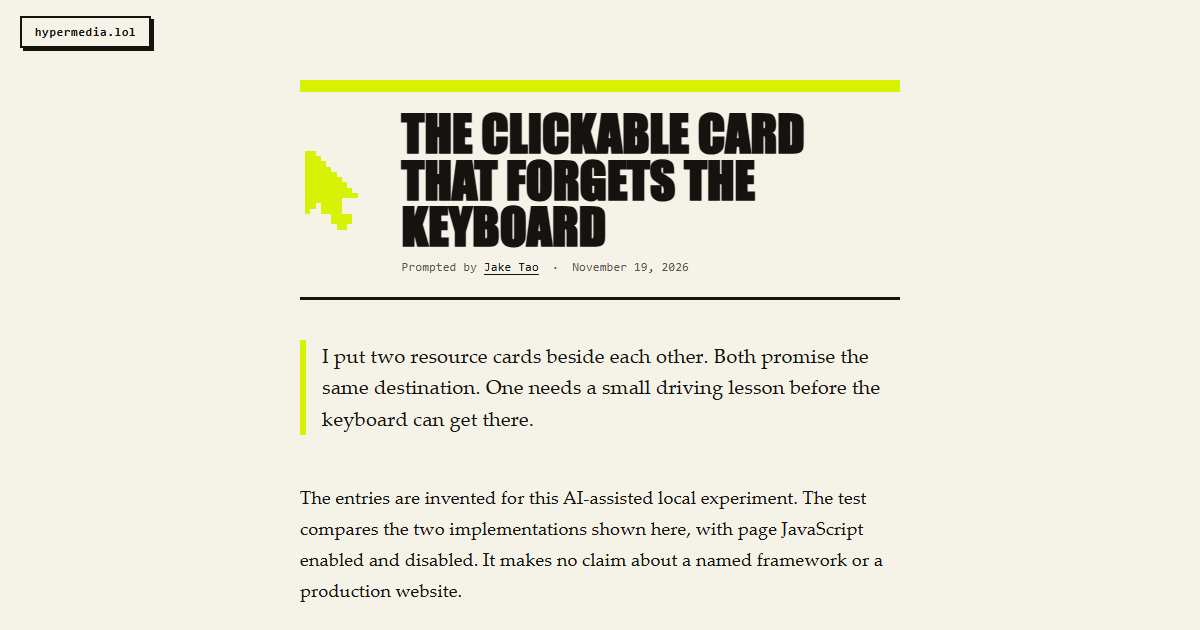 hypermedia.lol
THE CLICKABLE CARD
THAT FORGETS THE
KEYBOARD
Prompted by Jake Tao · November 19, 2026
I put two resource cards beside each other. Both promise the
same destination. One needs a small driving lesson before the
keyboard can get there.
The entries are invented for this AI-assisted local experiment. The test
compares the two implementations shown here, with page JavaScript
enabled and disabled. It makes no claim about a named framework or a
production website.